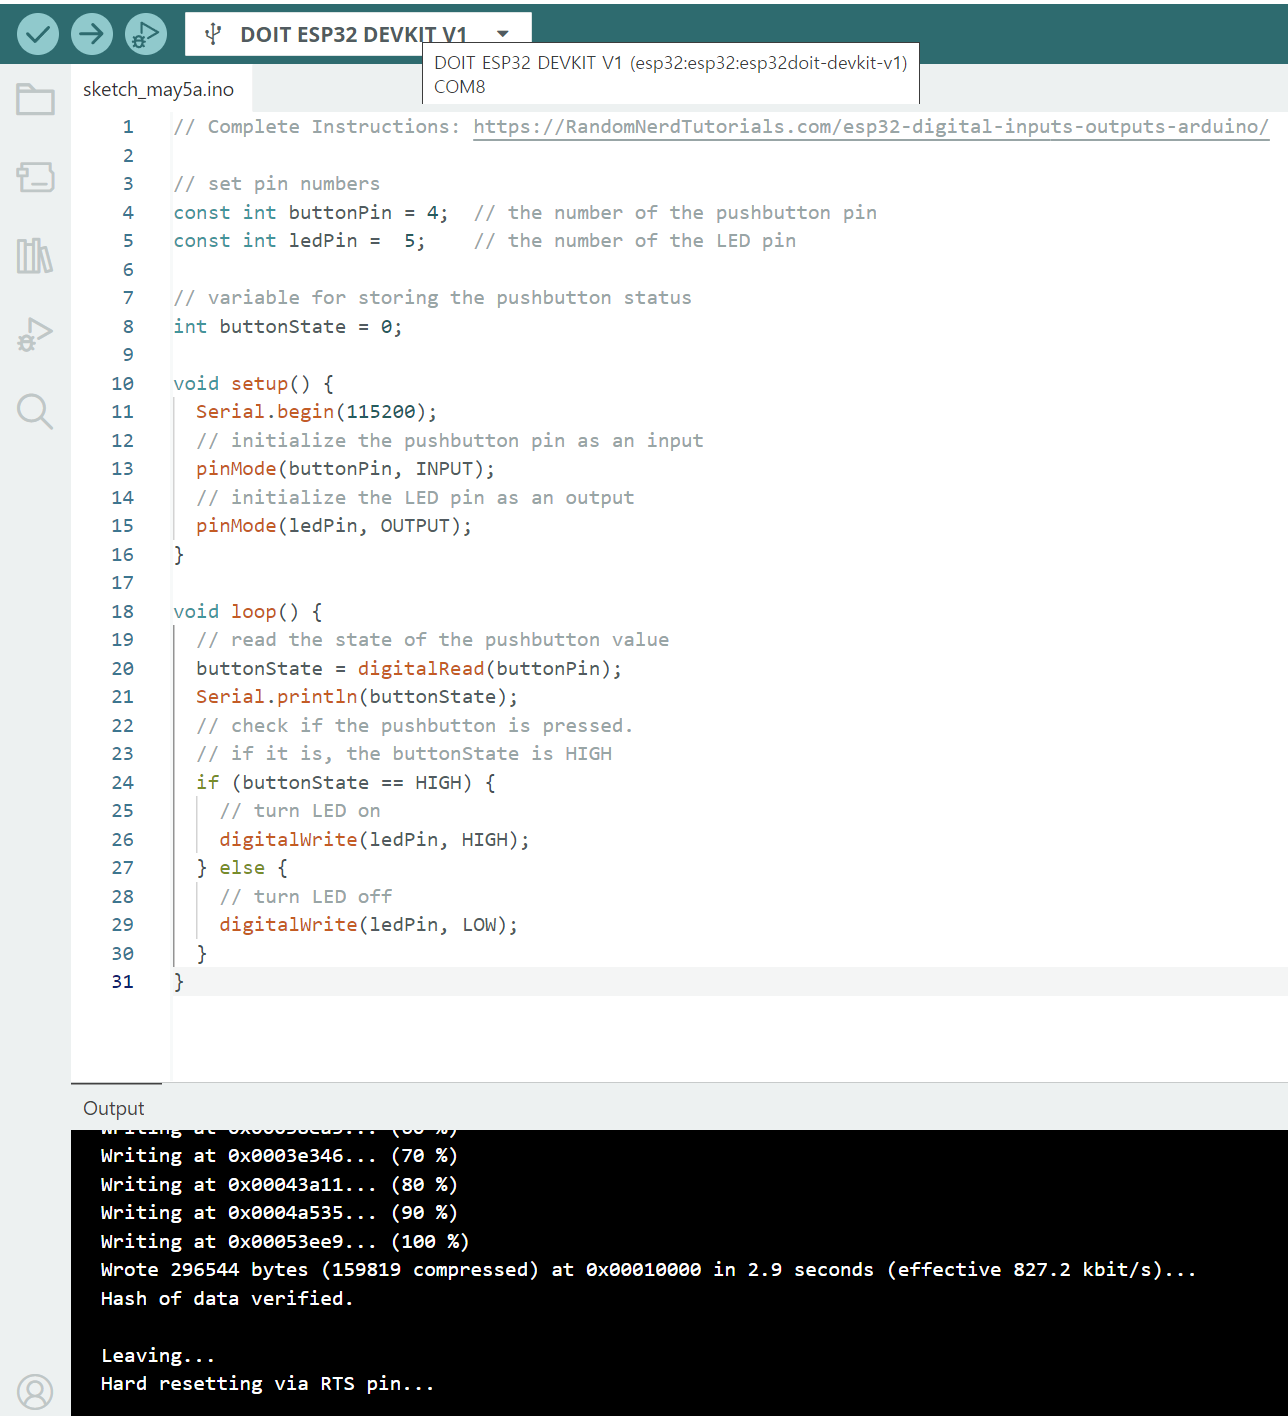 DOIT ESP32 DEVKIT V1
DOIT ESP32 DEVKIT V1 (esp32:esp32:esp32doit-devkit-v1)
COM8
sketch_may5a.ino
1 // Complete Instructions: https://RandomNerdTutorials.com/esp32-digital-inputs-outputs-arduino/
2
3 // set pin numbers
4 const int buttonPin = 4;  // the number of the pushbutton pin
5 const int ledPin =  5;    // the number of the LED pin
6
7 // variable for storing the pushbutton status
8 int buttonState = 0;
9
10 void setup() {
11   Serial.begin(115200);
12   // initialize the pushbutton pin as an input
13   pinMode(buttonPin, INPUT);
14   // initialize the LED pin as an output
15   pinMode(ledPin, OUTPUT);
16 }
17
18 void loop() {
19   // read the state of the pushbutton value
20   buttonState = digitalRead(buttonPin);
21   Serial.println(buttonState);
22   // check if the pushbutton is pressed.
23   // if it is, the buttonState is HIGH
24   if (buttonState == HIGH) {
25     // turn LED on
26     digitalWrite(ledPin, HIGH);
27   } else {
28     // turn LED off
29     digitalWrite(ledPin, LOW);
30   }
31 }
Output
Writing at
Writing at 0x0003e346... (70 %)
Writing at 0x00043a11... (80 %)
Writing at 0x0004a535... (90 %)
Writing at 0x00053ee9... (100 %)
Wrote 296544 bytes (159819 compressed) at 0x00010000 in 2.9 seconds (effective 827.2 kbit/s)...
Hash of data verified.
Leaving...
Hard resetting via RTS pin...